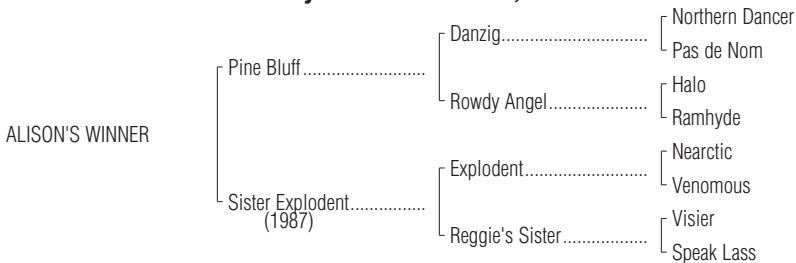 Northern Dancer
Danzig
Pas de Nom
Pine Bluff
Halo
Rowdy Angel
Ramhyde
ALISON'S WINNER
Nearctic
Explodent
Venomous
Sister Explodent
(1987)
Visier
Reggie's Sister
Speak Lass